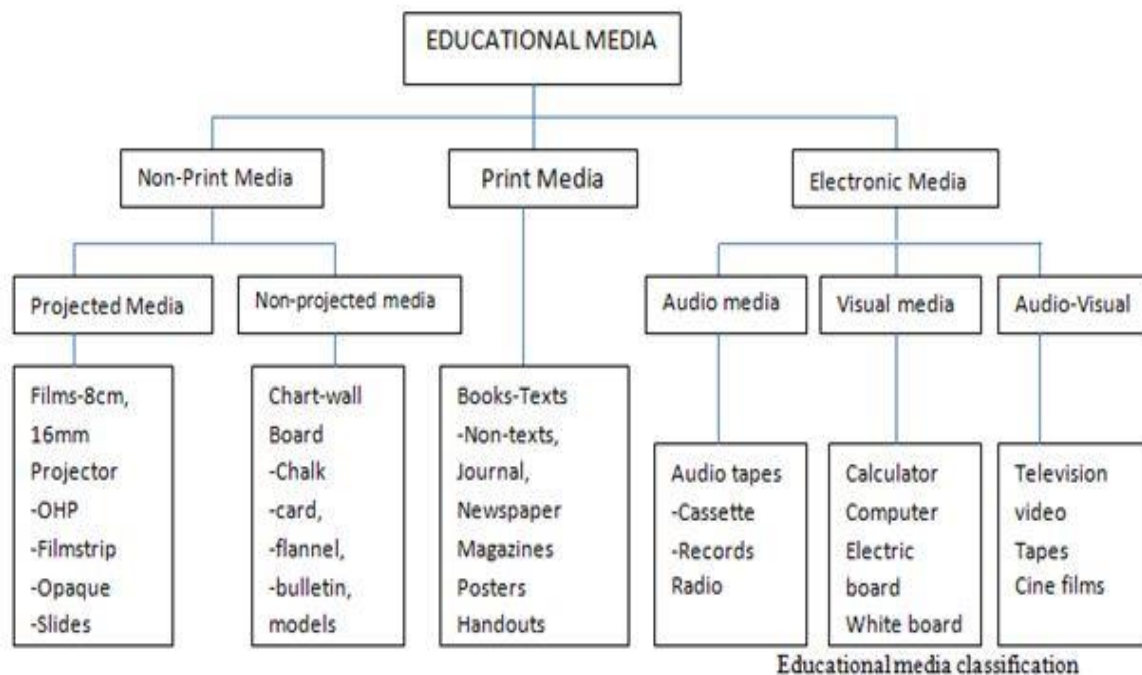 EDUCATIONAL MEDIA
Non-Print Media
Print Media
Electronic Media
Projected Media
Non-projected media
Audio media
Visual media
Audio-Visual
Films-8cm,
16mm
Projector
-OHP
-Filmstrip
-Opaque
-Slides
Chart-wall
Board
-Chalk
-card,
-flannel,
-bulletin,
models
Books-Texts
-Non-texts,
Journal,
Newspaper
Magazines
Posters
Handouts
Audio tapes
-Cassette
-Records
Radio
Calculator
Computer
Electric
board
White board
Television
video
Tapes
Cine films
Educational media classification